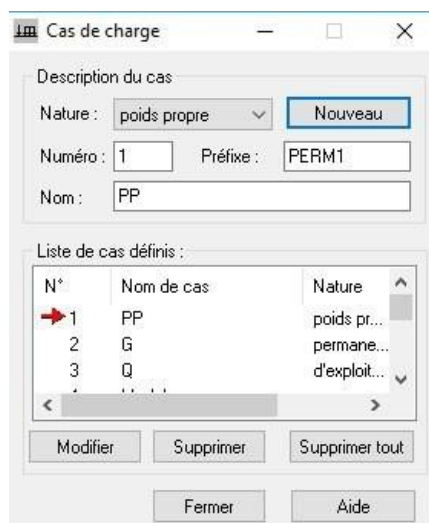 Cas de charge
Description du cas
Nature : poids propre Nouveau
Numéro : 1 Préfixe : PERM1
Nom : PP
Liste de cas définis :
N° Nom de cas Nature
1 PP poids pr...
2 G permane...
3 Q d'exploit...
Modifier Supprimer Supprimer tout
Fermer Aide